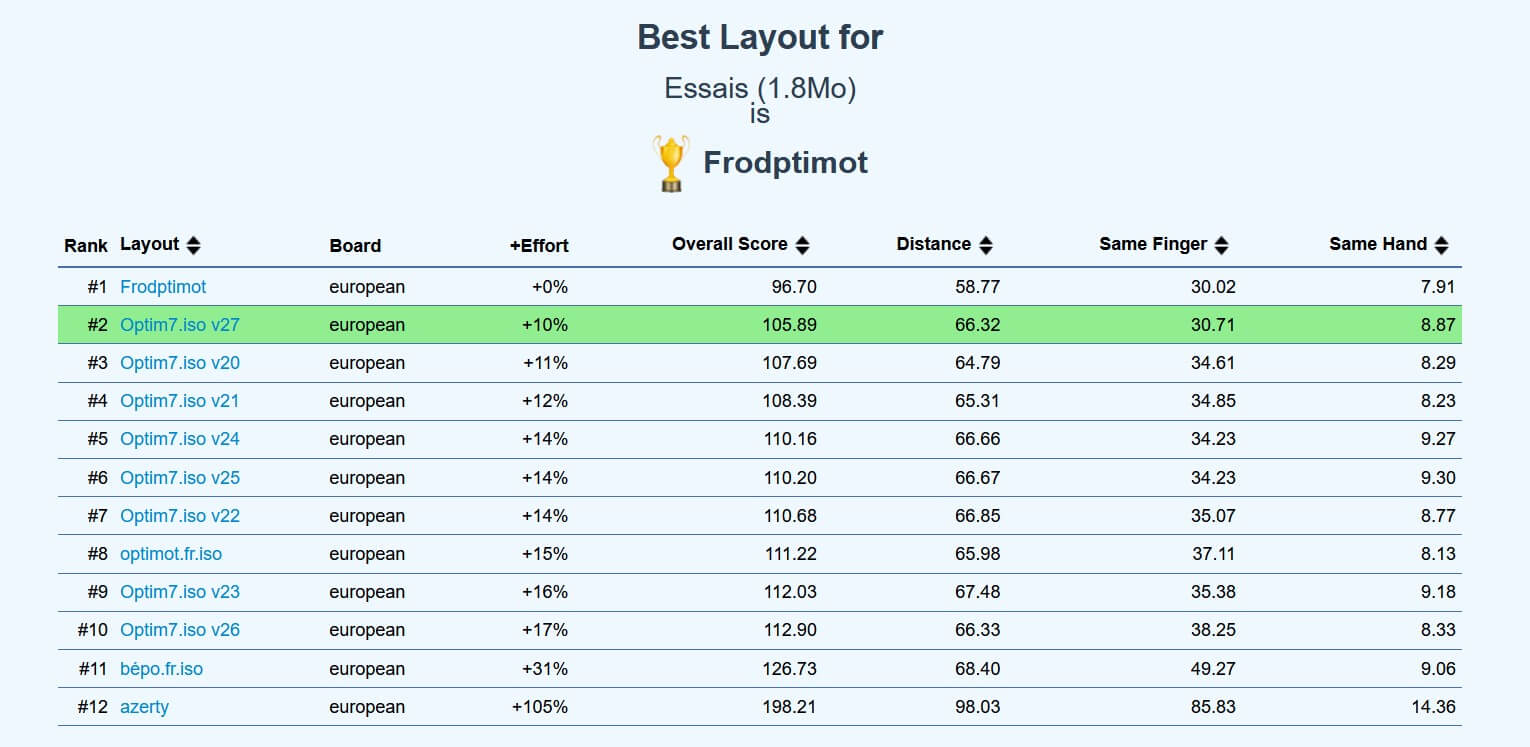 Best Layout for
Essais (1.8Mo)
is
Frodptimot
Rank Layout Board +Effort Overall Score Distance Same Finger Same Hand
#1 Frodptimot european +0% 96.70 58.77 30.02 7.91
#2 Optim7.iso v27 european +10% 105.89 66.32 30.71 8.87
#3 Optim7.iso v20 european +11% 107.69 64.79 34.61 8.29
#4 Optim7.iso v21 european +12% 108.39 65.31 34.85 8.23
#5 Optim7.iso v24 european +14% 110.16 66.66 34.23 9.27
#6 Optim7.iso v25 european +14% 110.20 66.67 34.23 9.30
#7 Optim7.iso v22 european +14% 110.68 66.85 35.07 8.77
#8 optimot.fr.iso european +15% 111.22 65.98 37.11 8.13
#9 Optim7.iso v23 european +16% 112.03 67.48 35.38 9.18
#10 Optim7.iso v26 european +17% 112.90 66.33 38.25 8.33
#11 bépo.fr.iso european +31% 126.73 68.40 49.27 9.06
#12 azerty european +105% 198.21 98.03 85.83 14.36